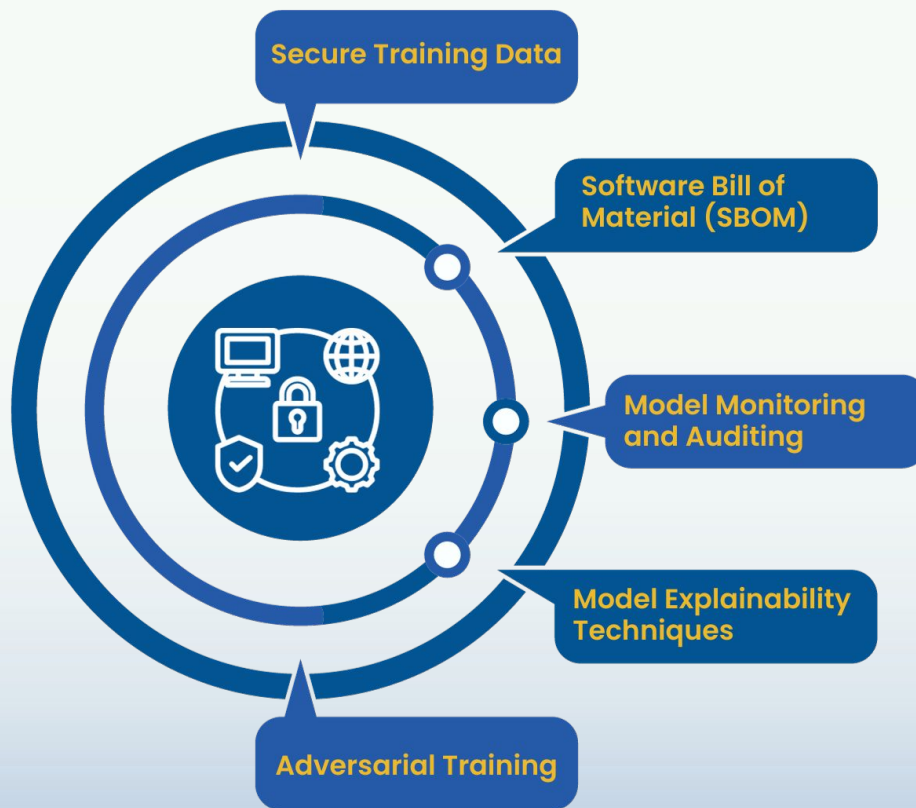 Secure Training Data
Software Bill of
Material (SBOM)
Model Monitoring
and Auditing
Model Explainability
Techniques
Adversarial Training